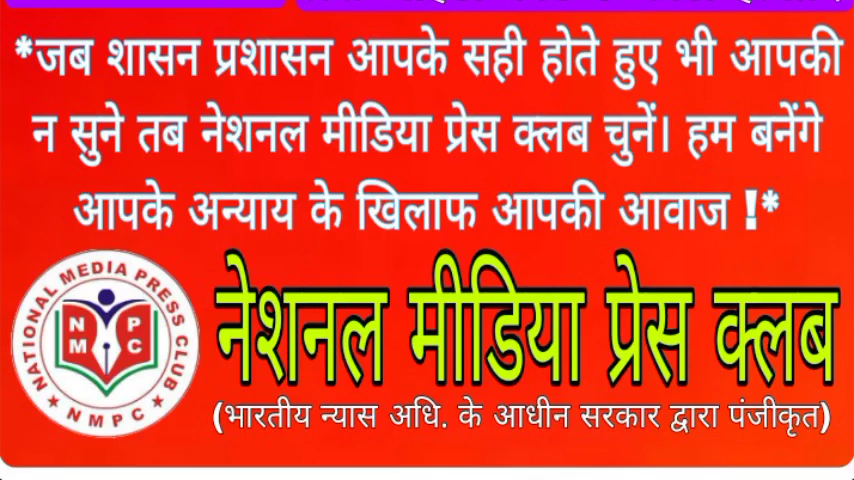 *जब शासन प्रशासन आपके सही होते हुए भी आपकी
न सुने तब नेशनल मीडिया प्रेस क्लब चुनें। हम बनेंगे
आपके अन्याय के खिलाफ आपकी आवाज !*
NATIONAL MEDIA PRESS CLUB
N P
M C
★ NMPC ★
नेशनल मीडिया प्रेस क्लब
(भारतीय न्यास अधि. के आधीन सरकार द्वारा पंजीकृत)